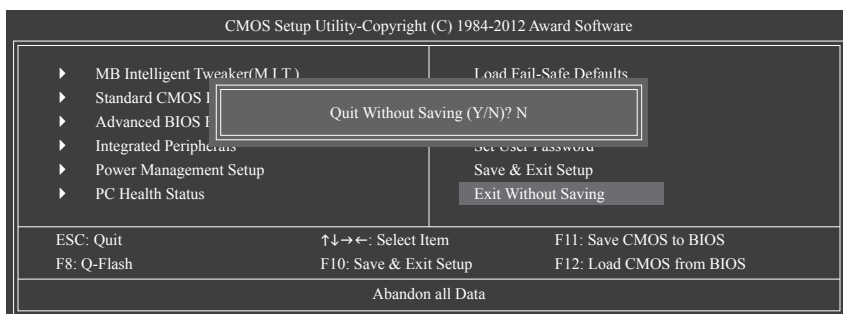 CMOS Setup Utility-Copyright (C) 1984-2012 Award Software
MB Intelligent Tweaker(M.I.T.)
Standard CMOS
Advanced BIOS
Integrated Peripherals
Power Management Setup
PC Health Status
Load Fail-Safe Defaults
Set User Password
Save & Exit Setup
Exit Without Saving
Quit Without Saving (Y/N)? N
ESC: Quit ↑↓→←: Select Item F11: Save CMOS to BIOS
F8: Q-Flash F10: Save & Exit Setup F12: Load CMOS from BIOS
Abandon all Data